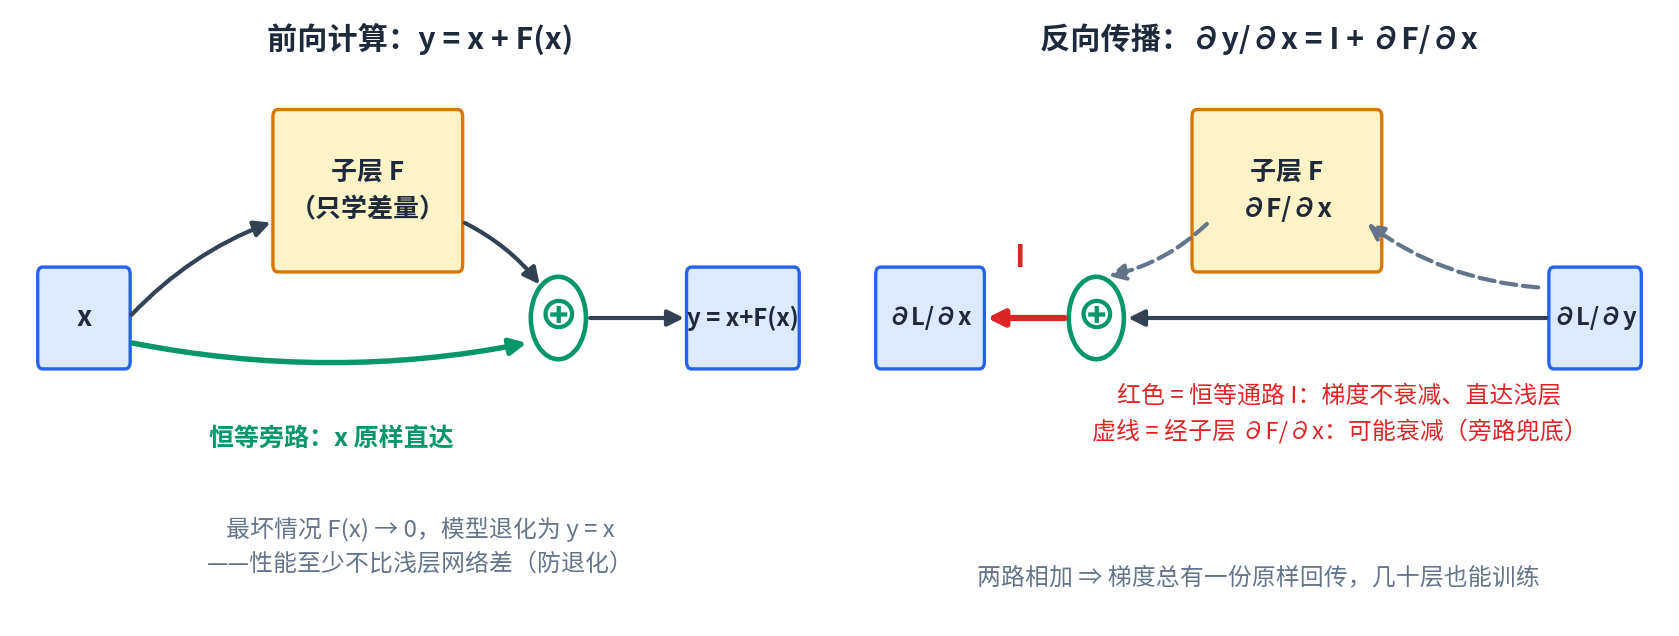 前向计算：y = x + F(x)
子层 F
（只学差量）
x
y = x+F(x)
恒等旁路：x 原样直达
最坏情况 F(x) → 0，模型退化为 y = x
——性能至少不比浅层网络差（防退化）
反向传播：∂y/∂x = I + ∂F/∂x
子层 F
∂F/∂x
I
∂L/∂x
∂L/∂y
红色 = 恒等通路 I：梯度不衰减、直达浅层
虚线 = 经子层 ∂F/∂x：可能衰减（旁路兜底）
两路相加 ⇒ 梯度总有一份原样回传，几十层也能训练